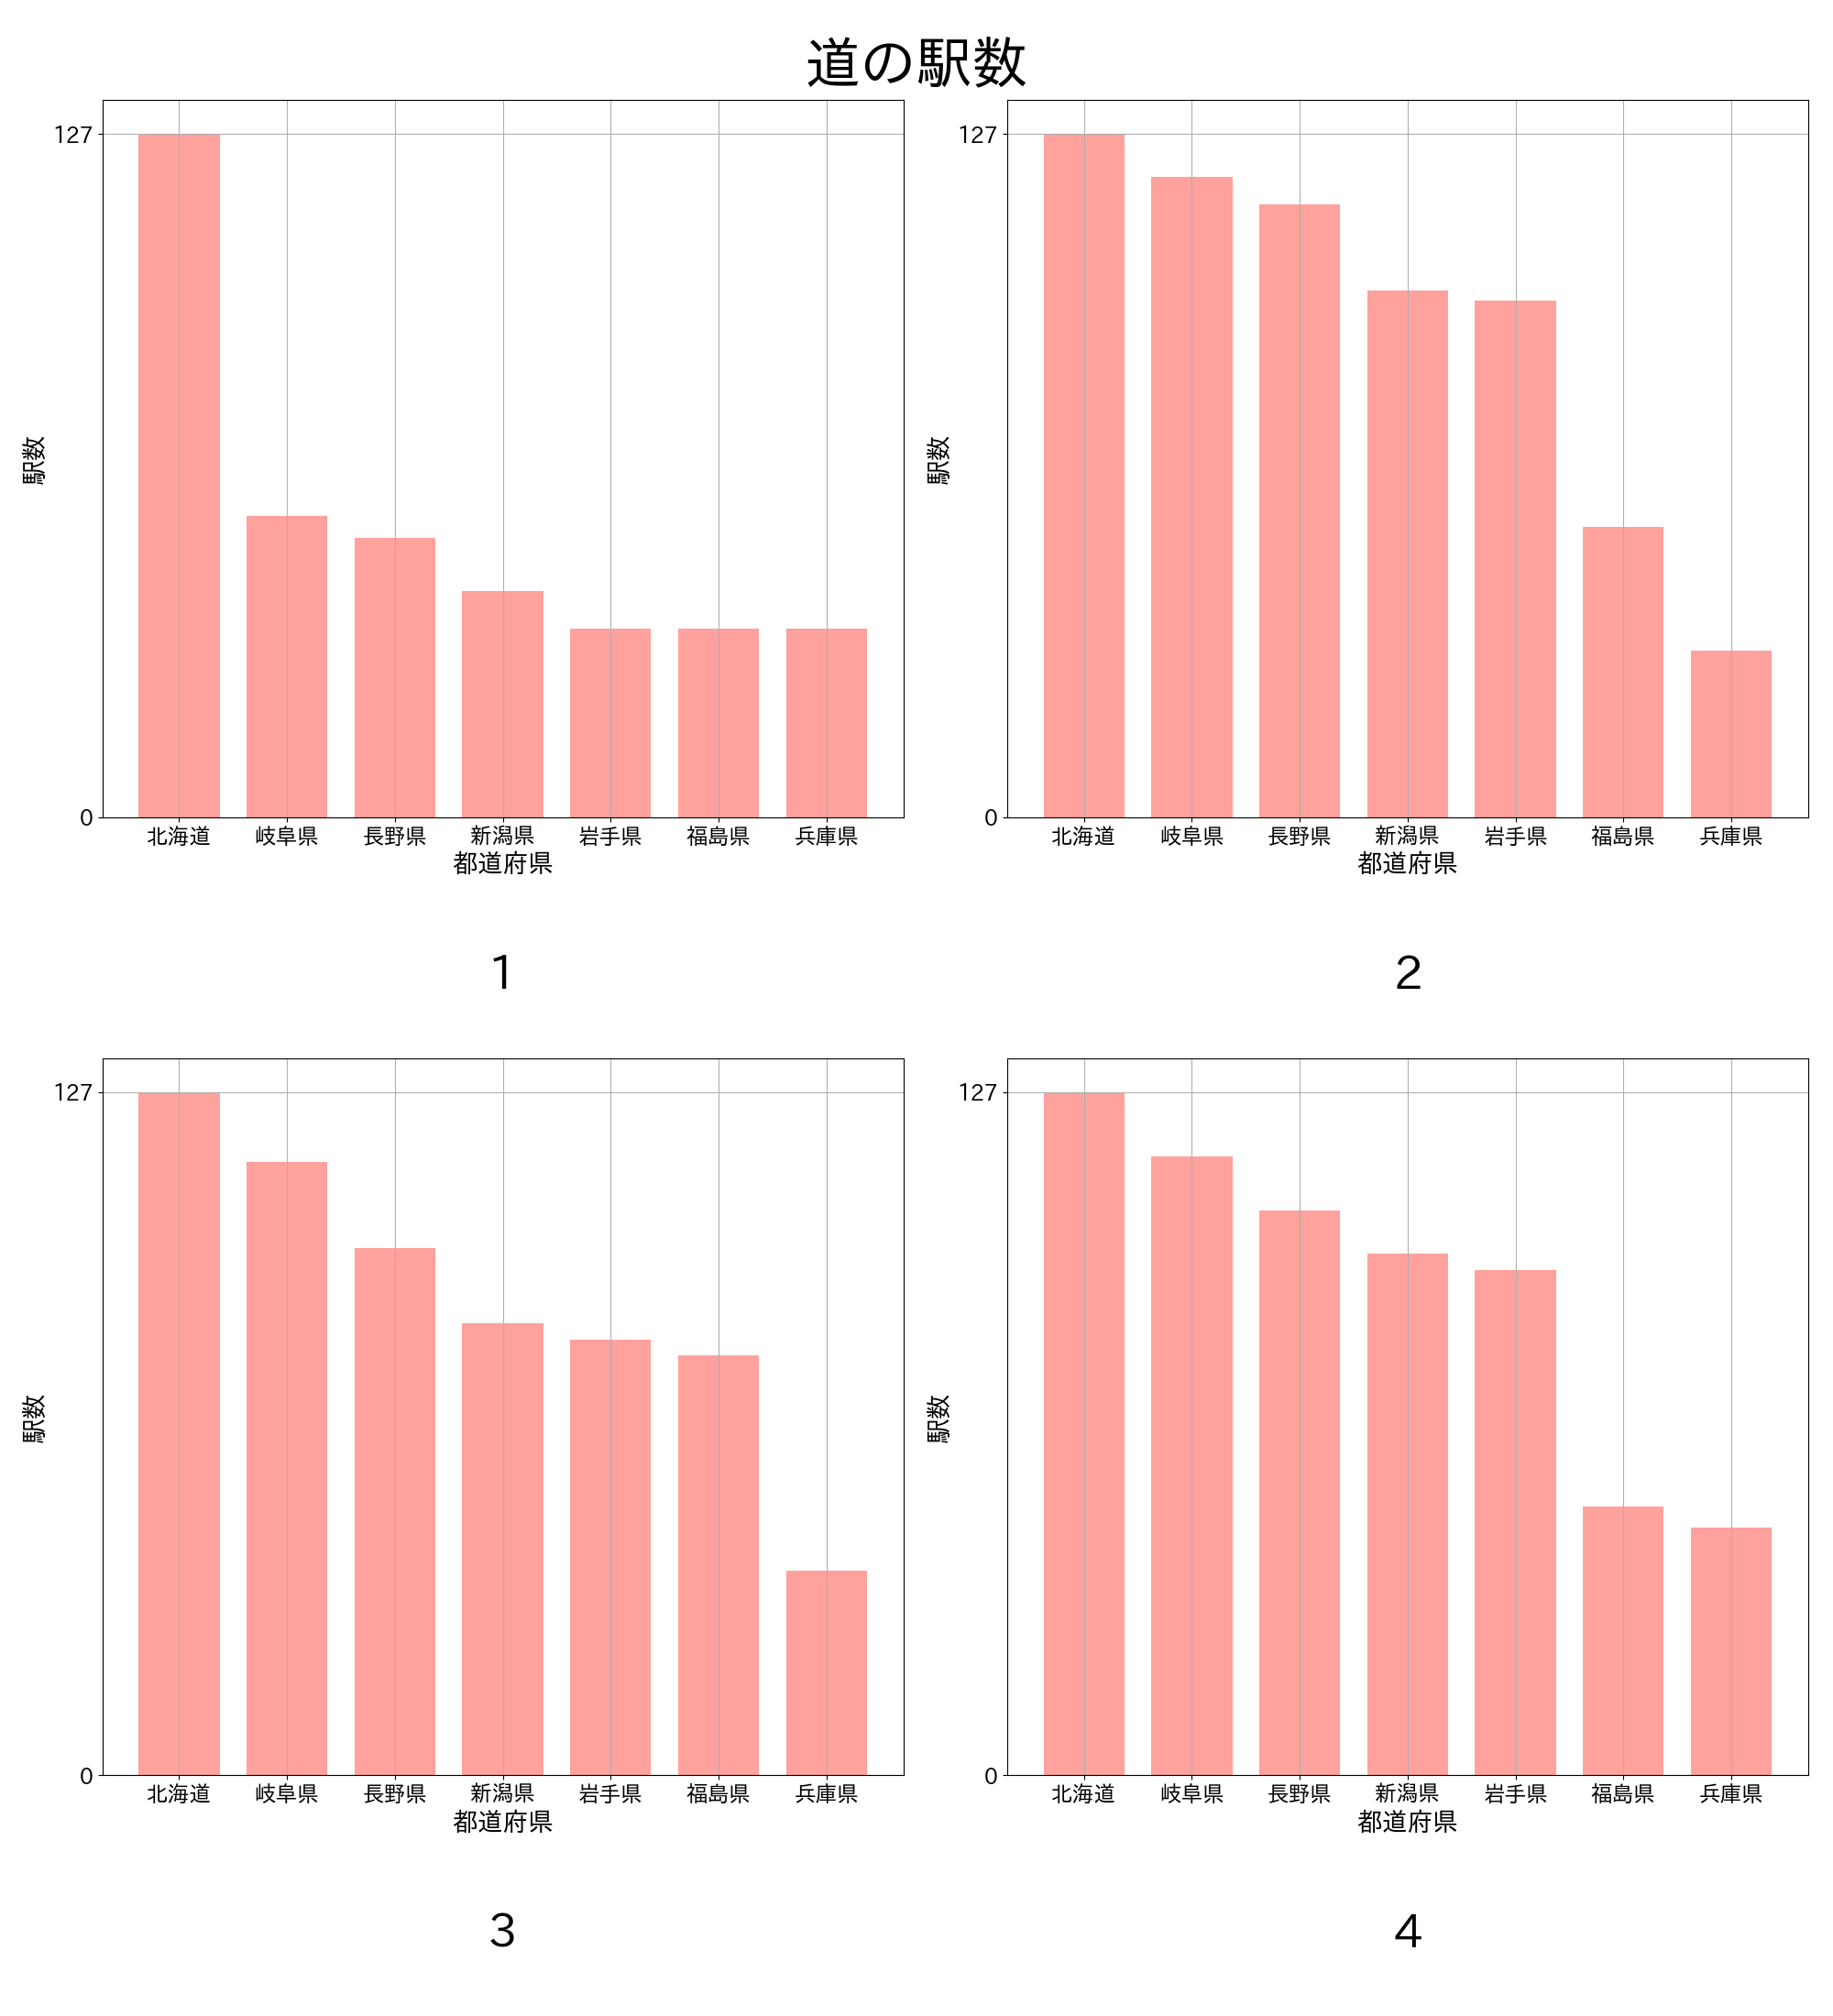 道の駅数
127
0
駅数
北海道 岐阜県 長野県 新潟県 岩手県 福島県 兵庫県
都道府県
1
127
0
駅数
北海道 岐阜県 長野県 新潟県 岩手県 福島県 兵庫県
都道府県
2
127
0
駅数
北海道 岐阜県 長野県 新潟県 岩手県 福島県 兵庫県
都道府県
3
127
0
駅数
北海道 岐阜県 長野県 新潟県 岩手県 福島県 兵庫県
都道府県
4